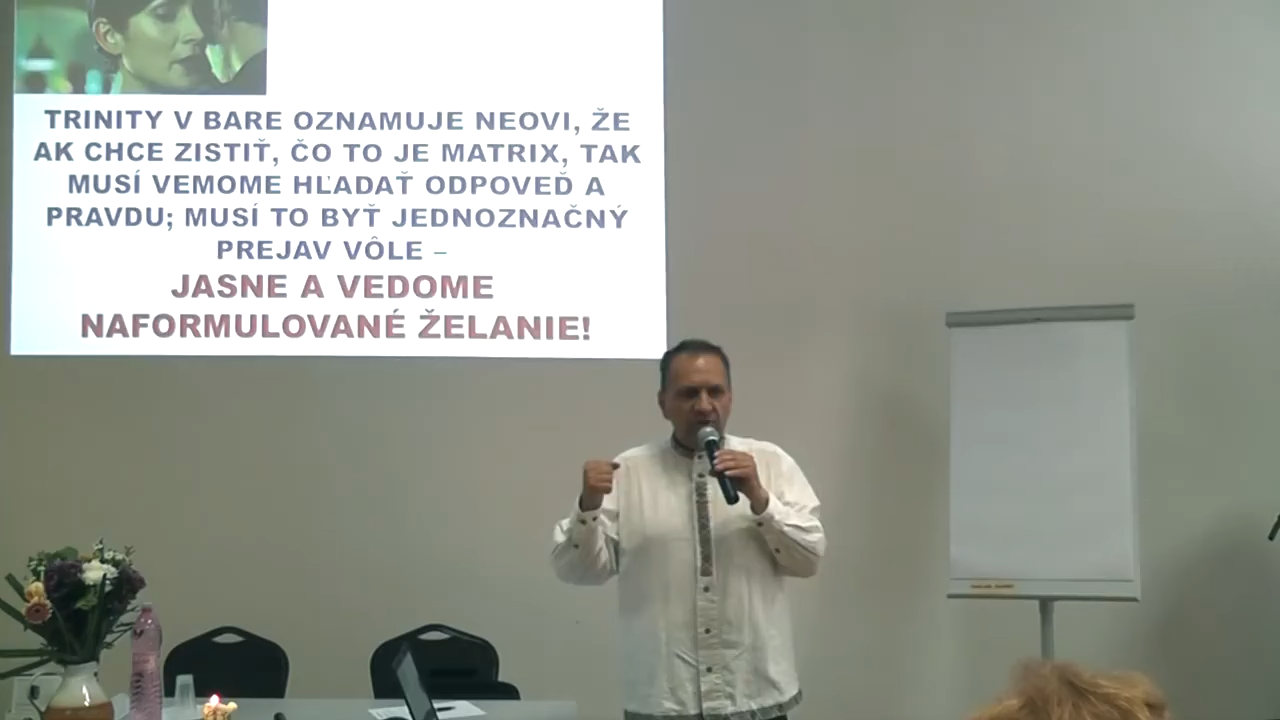 TRINITY V BARE OZNAMUJE NEOVI, ŽE
AK CHCE ZISTIŤ, ČO TO JE MATRIX, TAK
MUSÍ VEMOME HĽADAŤ ODPOVEĎ A
PRAVDU; MUSÍ TO BYŤ JEDNOZNAČNÝ
PREJAV VÔLE –
JASNE A VEDOME
NAFORMULOVANÉ ŽELANIE!